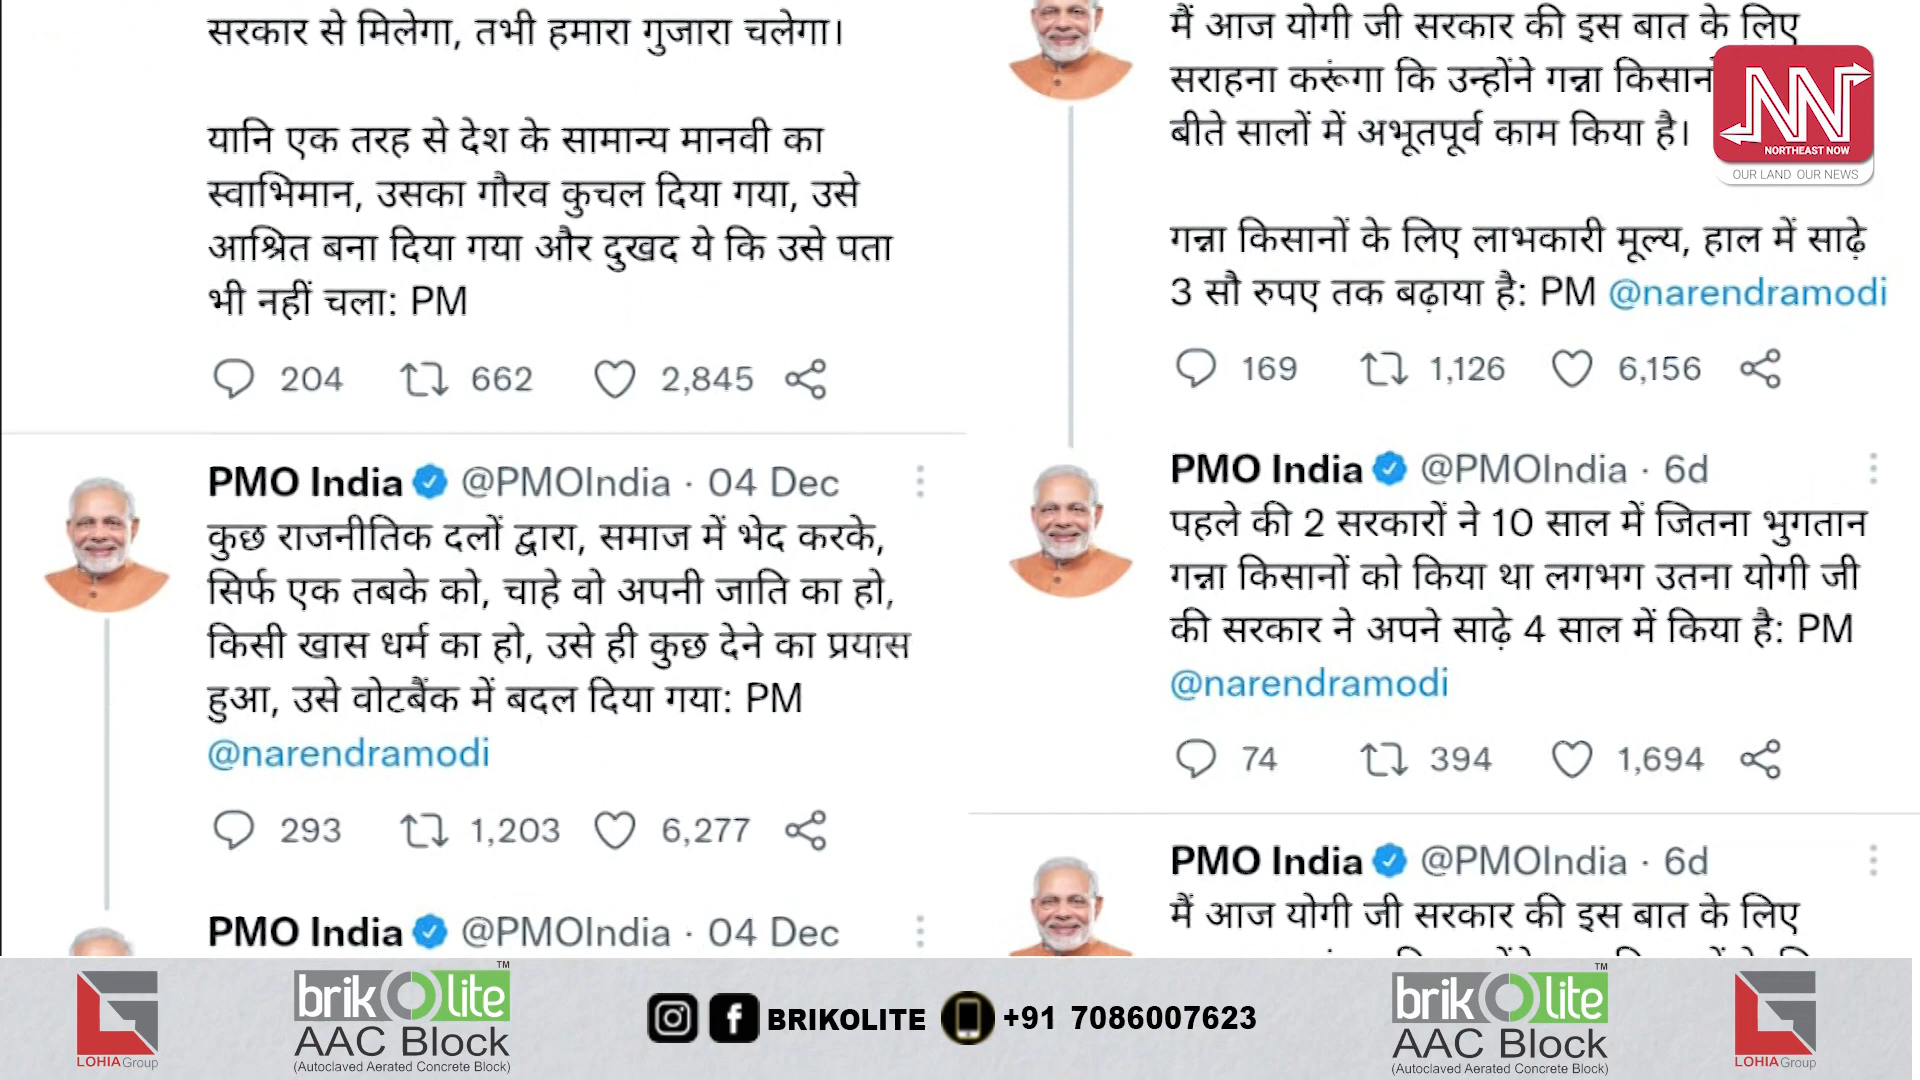 सरकार से मिलेगा, तभी हमारा गुजारा चलेगा।
यानि एक तरह से देश के सामान्य मानवी का
स्वाभिमान, उसका गौरव कुचल दिया गया, उसे
आश्रित बना दिया गया और दुखद ये कि उसे पता
भी नहीं चला: PM
204 662 2,845
PMO India @PMOIndia · 04 Dec
कुछ राजनीतिक दलों द्वारा, समाज में भेद करके,
सिर्फ एक तबके को, चाहे वो अपनी जाति का हो,
किसी खास धर्म का हो, उसे ही कुछ देने का प्रयास
हुआ, उसे वोटबैंक में बदल दिया गया: PM
@narendramodi
293 1,203 6,277
PMO India @PMOIndia · 04 Dec
मैं आज योगी जी सरकार की इस बात के लिए
सराहना करूंगा कि उन्होंने गन्ना
बीते सालों में अभूतपूर्व काम किया है।
गन्ना किसानों के लिए लाभकारी मूल्य, हाल में साढ़े
3 सौ रुपए तक बढ़ाया है: PM @narendramodi
169 1,126 6,156
PMO India @PMOIndia · 6d
पहले की 2 सरकारों ने 10 साल में जितना भुगतान
गन्ना किसानों को किया था लगभग उतना योगी जी
की सरकार ने अपने साढ़े 4 साल में किया है: PM
@narendramodi
74 394 1,694
PMO India @PMOIndia · 6d
मैं आज योगी जी सरकार की इस बात के लिए
NN
NORTHEAST NOW
OUR LAND OUR NEWS
LOHIA Group
brikolite TM
AAC Block
(Autoclaved Aerated Concrete Block)
BRIKOLITE +91 7086007623
brikolite TM
AAC Block
(Autoclaved Aerated Concrete Block)
LOHIA Group